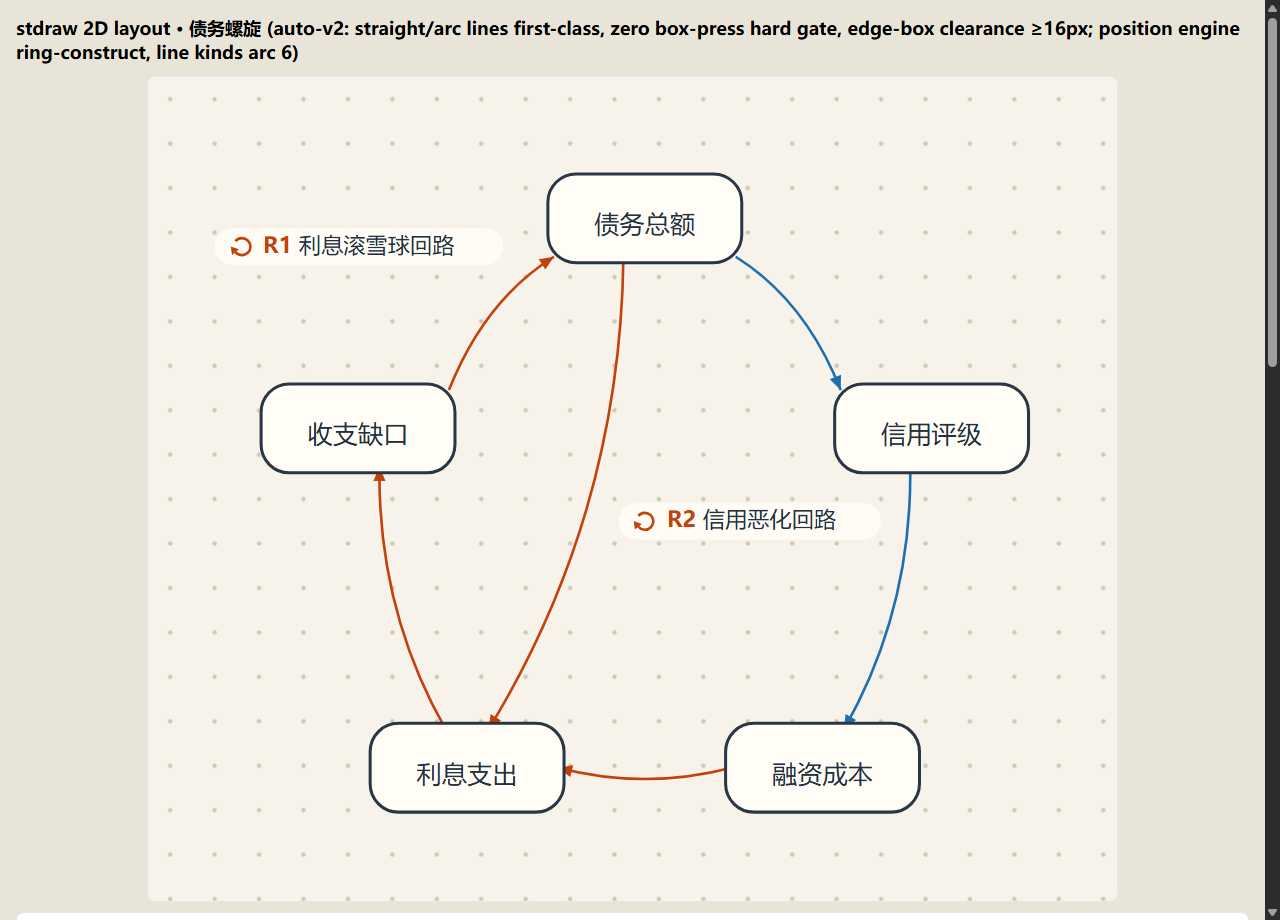 stdraw 2D layout • 债务螺旋 (auto-v2: straight/arc lines first-class, zero box-press hard gate, edge-box clearance ≥16px; position engine
ring-construct, line kinds arc 6)
债务总额
R1 利息滚雪球回路
收支缺口
信用评级
R2 信用恶化回路
利息支出
融资成本